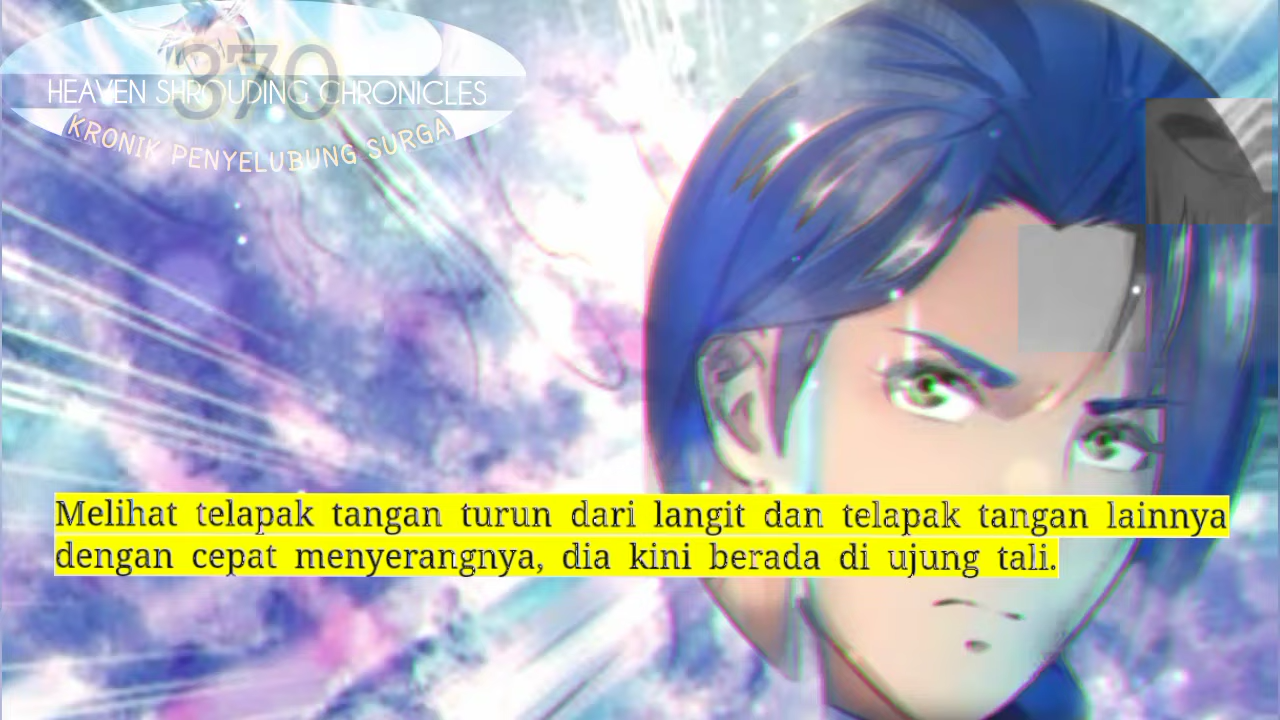 370
HEAVEN SHROUDING CHRONICLES
KRONIK PENYELUBUNG SURGA
Melihat telapak tangan turun dari langit dan telapak tangan lainnya
dengan cepat menyerangnya, dia kini berada di ujung tali.